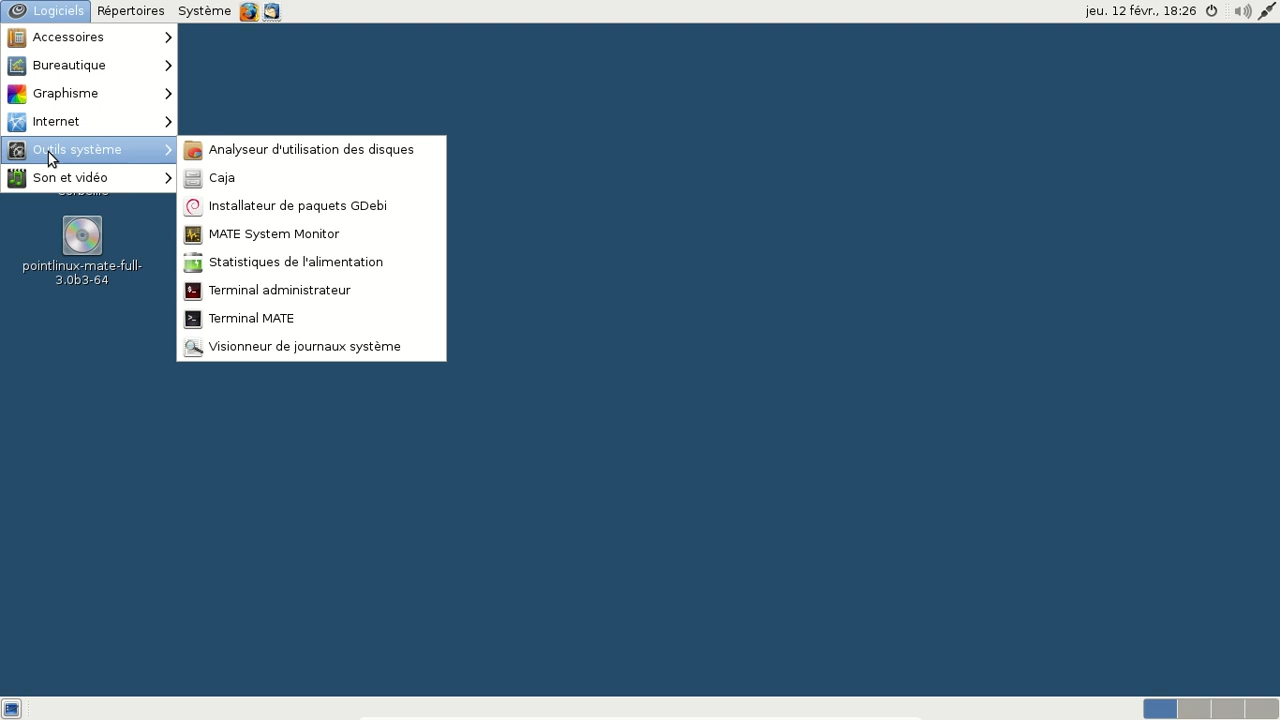 Logiciels Répertoires Système jeu. 12 févr., 18:26
Accessoires
Bureautique
Graphisme
Internet
Outils système
Son et vidéo
Corbeille
Analyseur d'utilisation des disques
Caja
Installateur de paquets GDebi
MATE System Monitor
Statistiques de l'alimentation
Terminal administrateur
Terminal MATE
Visionneur de journaux système
pointlinux-mate-full-
3.0b3-64